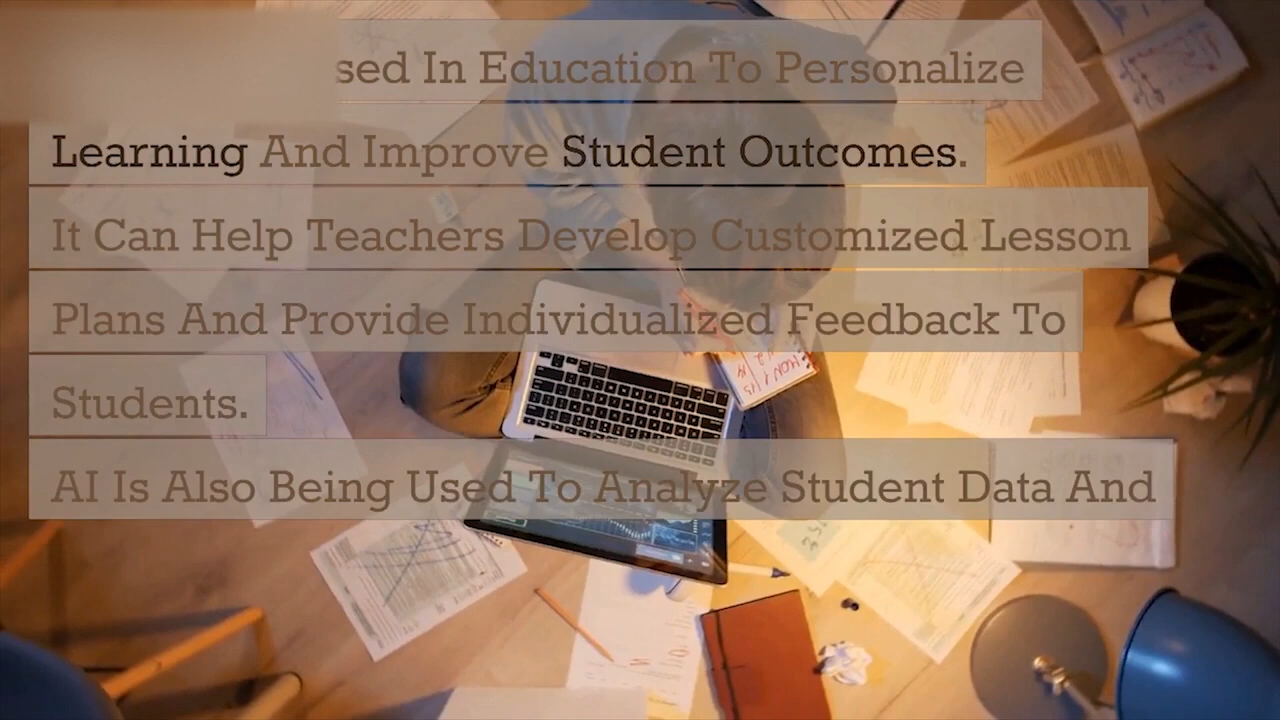 sed In Education To Personalize
Learning And Improve Student Outcomes.
It Can Help Teachers Develop Customized Lesson
Plans And Provide Individualized Feedback To
Students.
AI Is Also Being Used To Analyze Student Data And